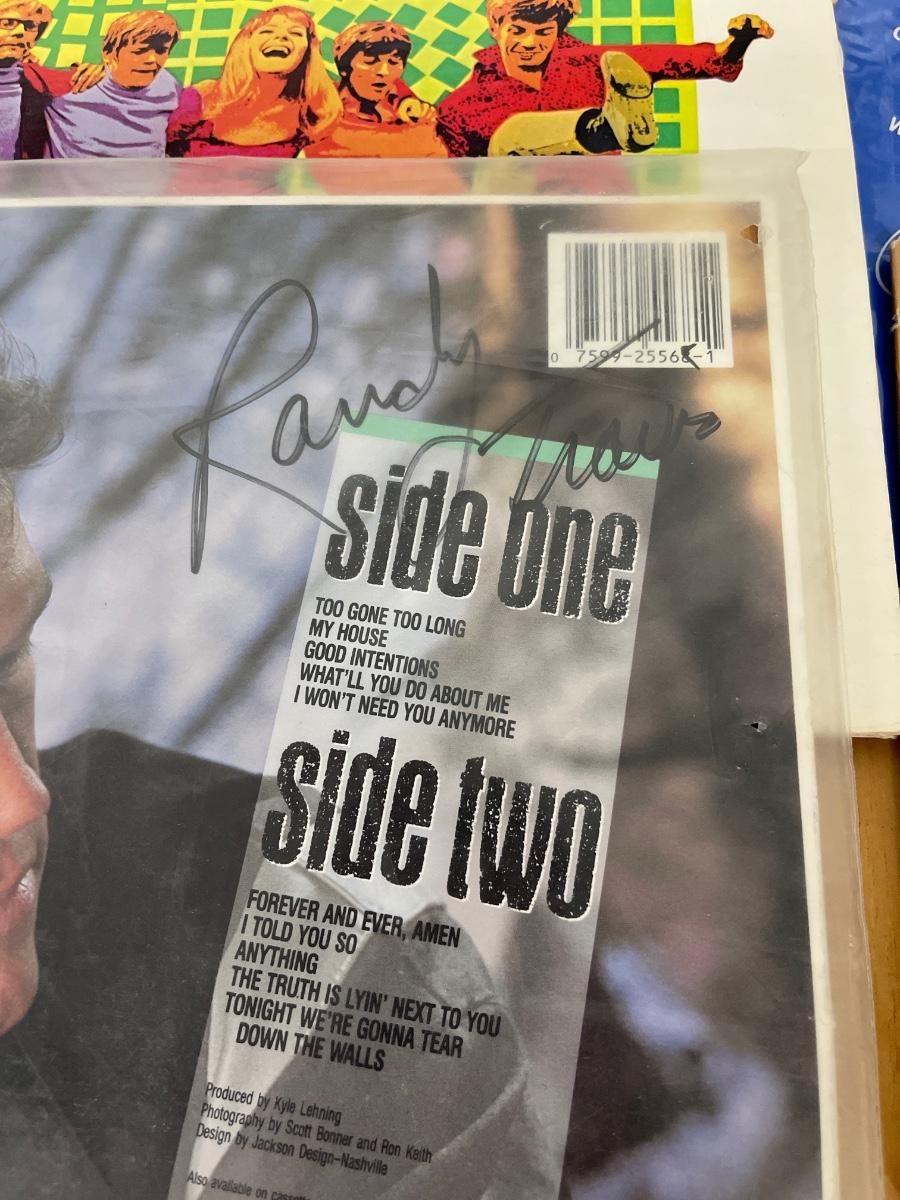 0 7599-25568-1
Randy Travis
side one
TOO GONE TOO LONG
MY HOUSE
GOOD INTENTIONS
WHAT'LL YOU DO ABOUT ME
I WON'T NEED YOU ANYMORE
side two
FOREVER AND EVER, AMEN
I TOLD YOU SO
ANYTHING
THE TRUTH IS LYIN' NEXT TO YOU
TONIGHT WE'RE GONNA TEAR
DOWN THE WALLS
Produced by Kyle Lehning
Photography by Scott Bonner and Ron Keith
Design by Jackson Design–Nashville
Also available on